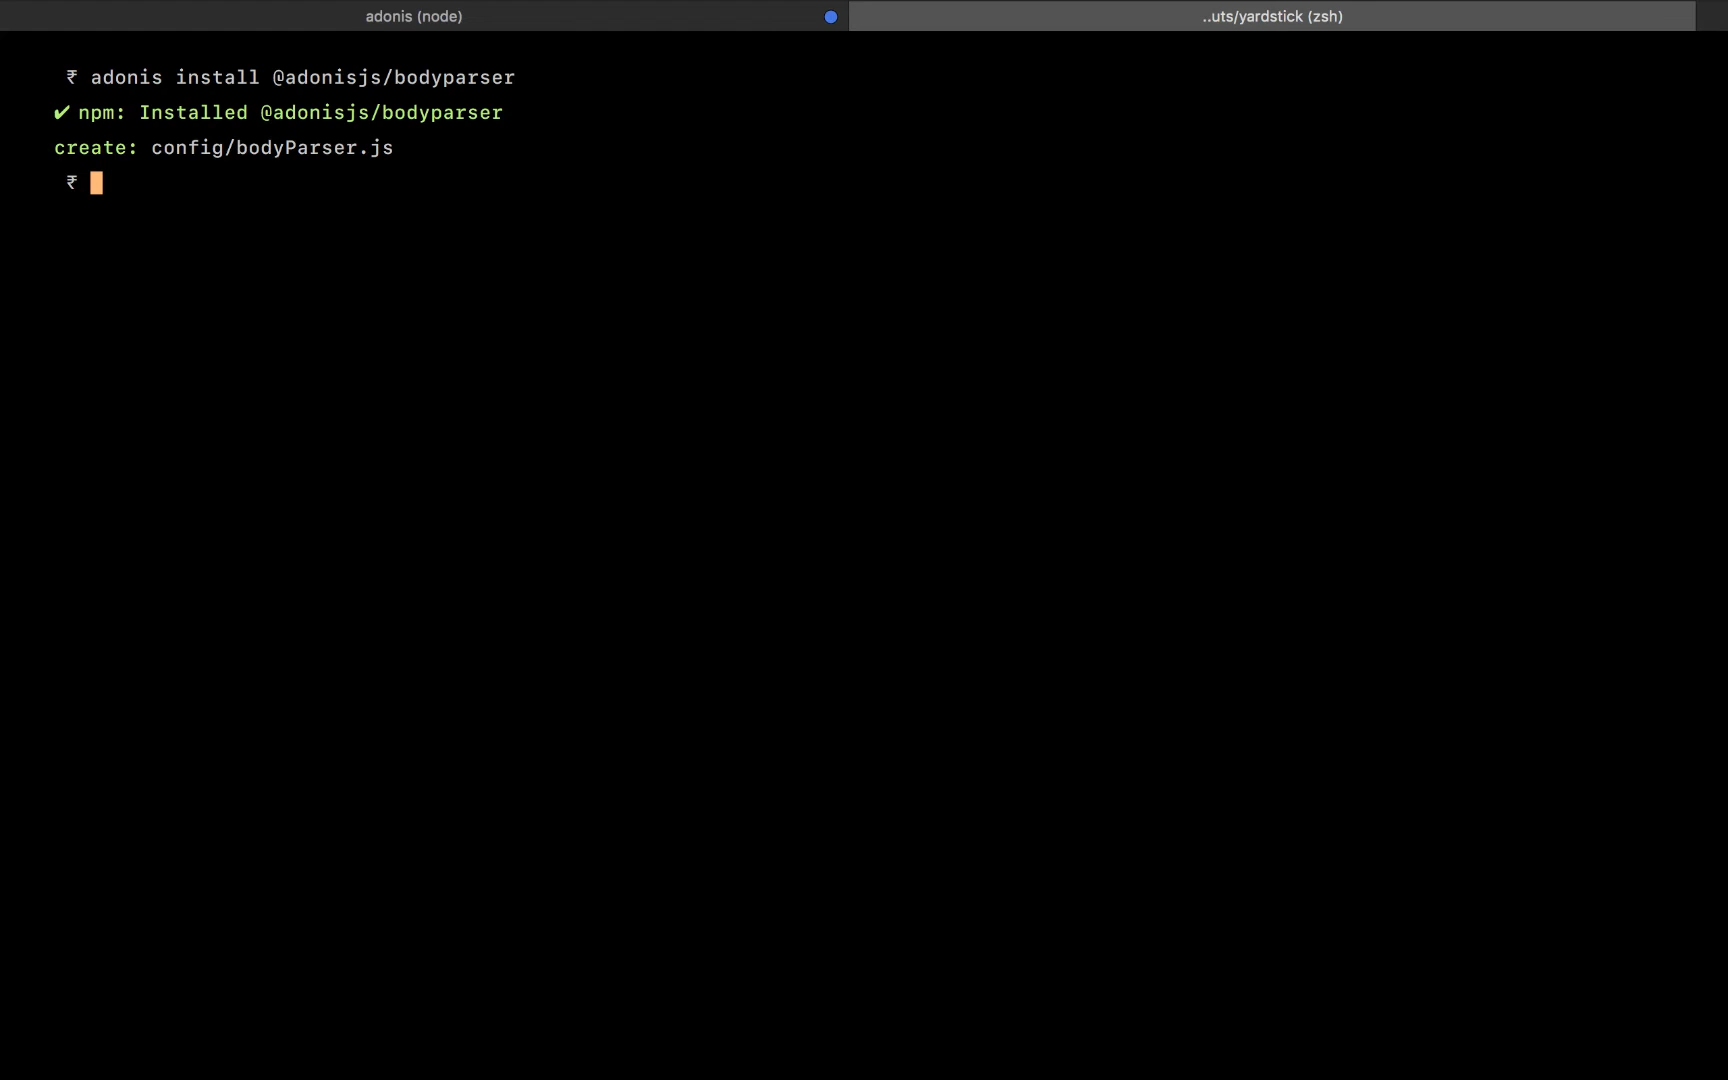 adonis (node)
..uts/yardstick (zsh)
₹ adonis install @adonisjs/bodyparser
✔ npm: Installed @adonisjs/bodyparser
create: config/bodyParser.js
₹